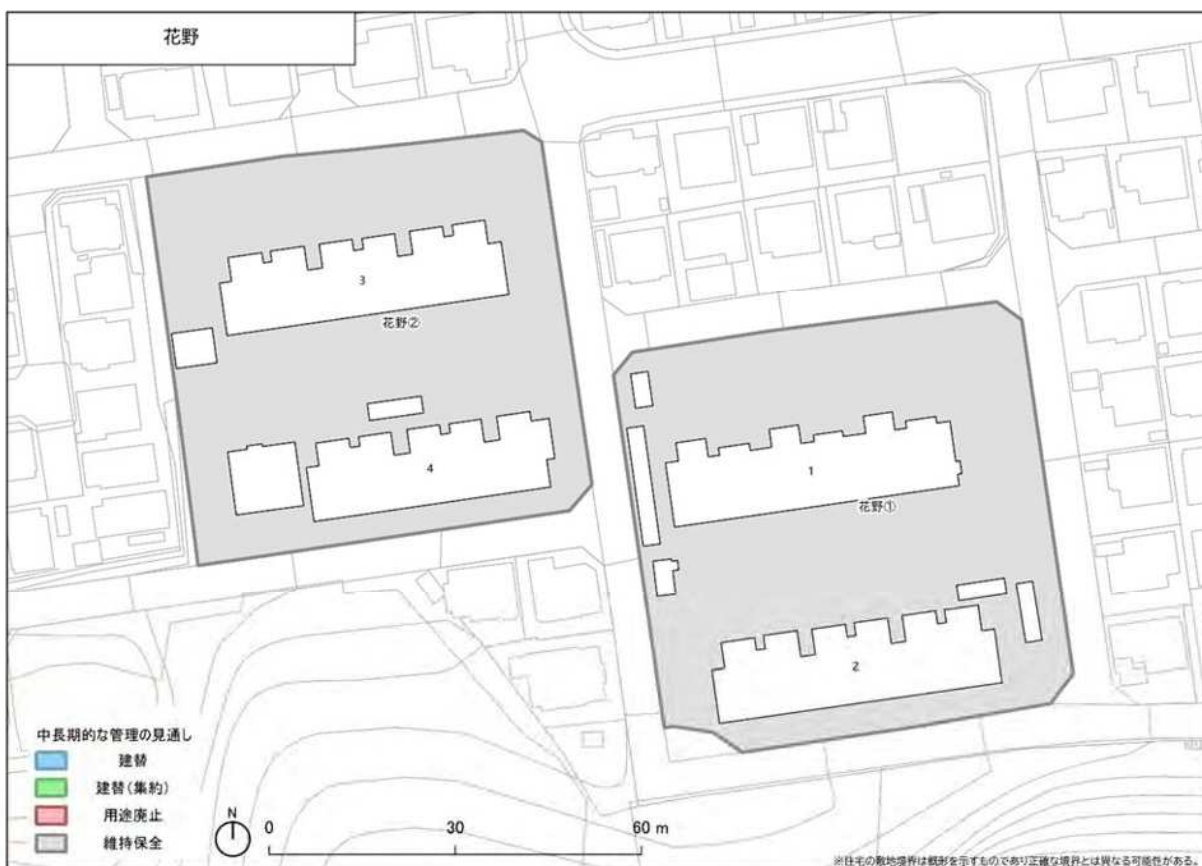 花野
3
花野②
4
1
花野①
2
中長期的な管理の見通し
建替
建替(集約)
用途廃止
維持保全
N
0 30 60 m
※住宅の敷地境界は概形を示すものであり正確な境界とは異なる可能性がある。